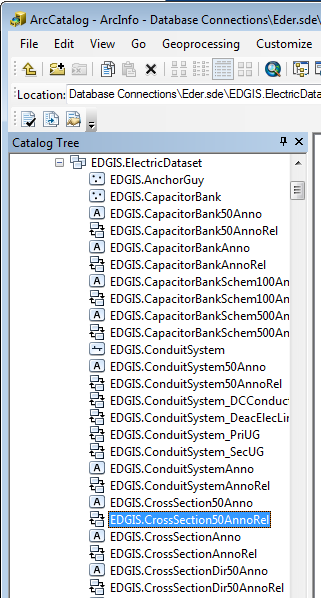 ArcCatalog - ArcInfo - Database Connections\Eder.sde\
File Edit View Go Geoprocessing Customize
Location: Database Connections\Eder.sde\EDGIS.ElectricData
Catalog Tree
EDGIS.ElectricDataset
EDGIS.AnchorGuy
EDGIS.CapacitorBank
A EDGIS.CapacitorBank50Anno
EDGIS.CapacitorBank50AnnoRel
A EDGIS.CapacitorBankAnno
EDGIS.CapacitorBankAnnoRel
A EDGIS.CapacitorBankSchem100An
EDGIS.CapacitorBankSchem100An
A EDGIS.CapacitorBankSchem500An
EDGIS.CapacitorBankSchem500An
EDGIS.ConduitSystem
A EDGIS.ConduitSystem50Anno
EDGIS.ConduitSystem50AnnoRel
EDGIS.ConduitSystem_DCConduct
EDGIS.ConduitSystem_DeacElecLin
EDGIS.ConduitSystem_PriUG
EDGIS.ConduitSystem_SecUG
A EDGIS.ConduitSystemAnno
EDGIS.ConduitSystemAnnoRel
A EDGIS.CrossSection50Anno
EDGIS.CrossSection50AnnoRel
A EDGIS.CrossSectionAnno
EDGIS.CrossSectionAnnoRel
A EDGIS.CrossSectionDir50Anno
EDGIS.CrossSectionDir50AnnoRel